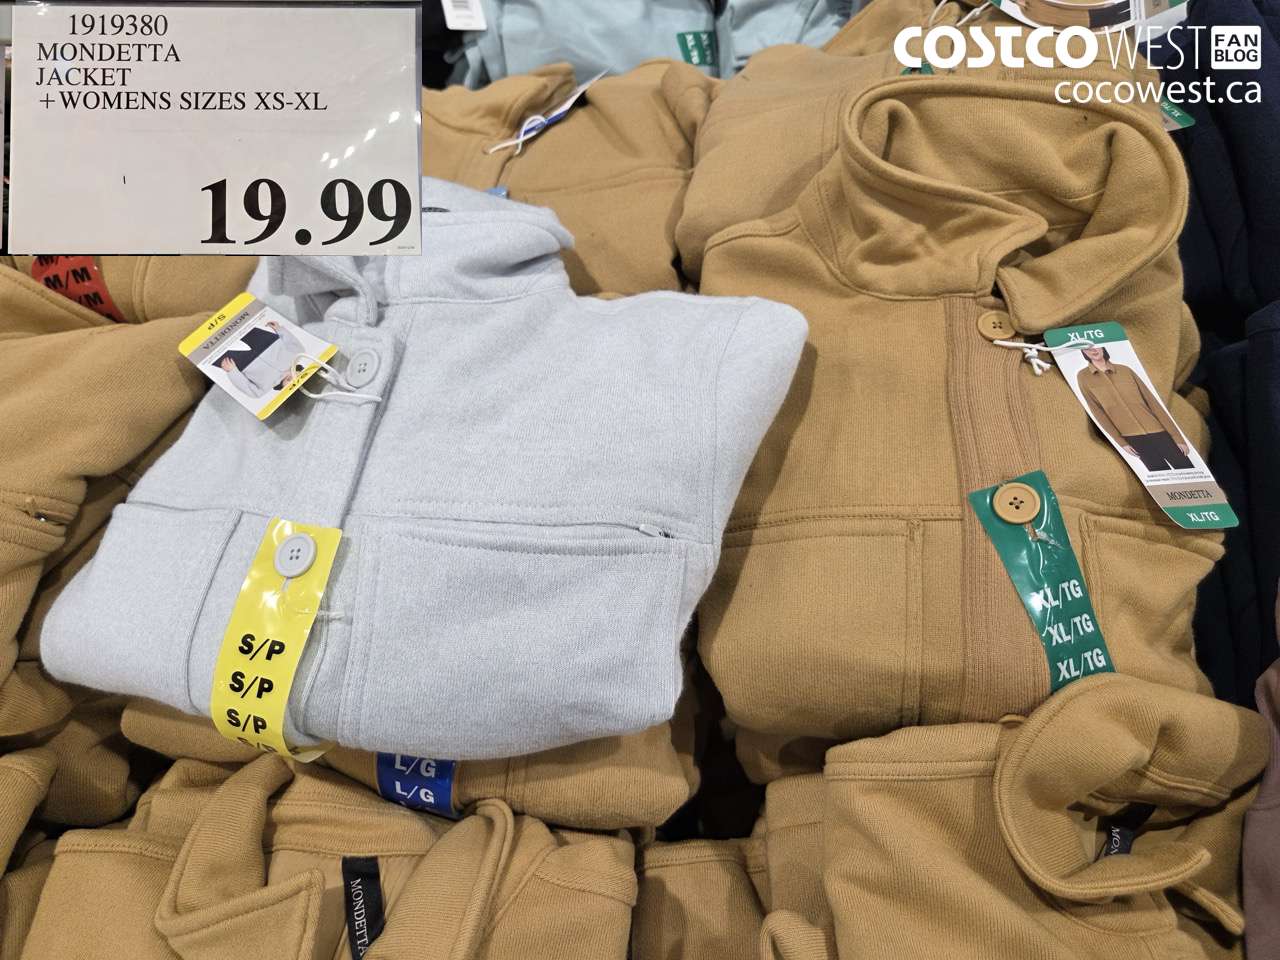 1919380
MONDETTA
JACKET
+WOMENS SIZES XS-XL
19.99
COSTCO WEST FAN
BLOG
cocowest.ca
M/M
M/M
S/P
MONDETTA
S/P
XL/TG
MONDETTA
XL/TG
S/P
S/P
S/P
XL/TG
XL/TG
XL/TG
L/G
L/G
MONDETTA